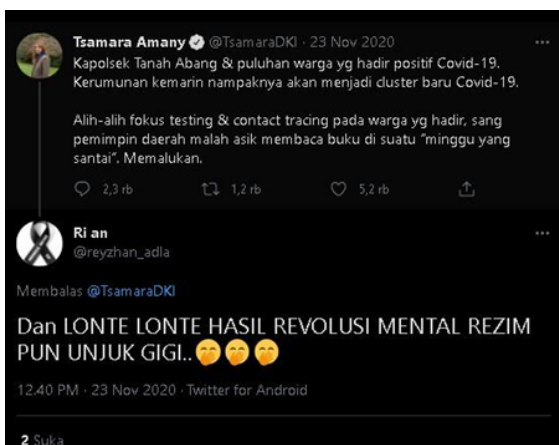 Tsamara Amany @TsamaraDKI · 23 Nov 2020
Kapolsek Tanah Abang & puluhan warga yg hadir positif Covid-19.
Kerumunan kemarin nampaknya akan menjadi cluster baru Covid-19.
Alih-alih fokus testing & contact tracing pada warga yg hadir, sang
pemimpin daerah malah asik membaca buku di suatu "minggu yang
santai". Memalukan.
2,3 rb 1,2 rb 5,2 rb
Ri an
@reyzhan_adla
Membalas @TsamaraDKI
Dan LONTE LONTE HASIL REVOLUSI MENTAL REZIM
PUN UNJUK GIGI..🤭🤭🤭
12.40 PM · 23 Nov 2020 · Twitter for Android
2 Suka